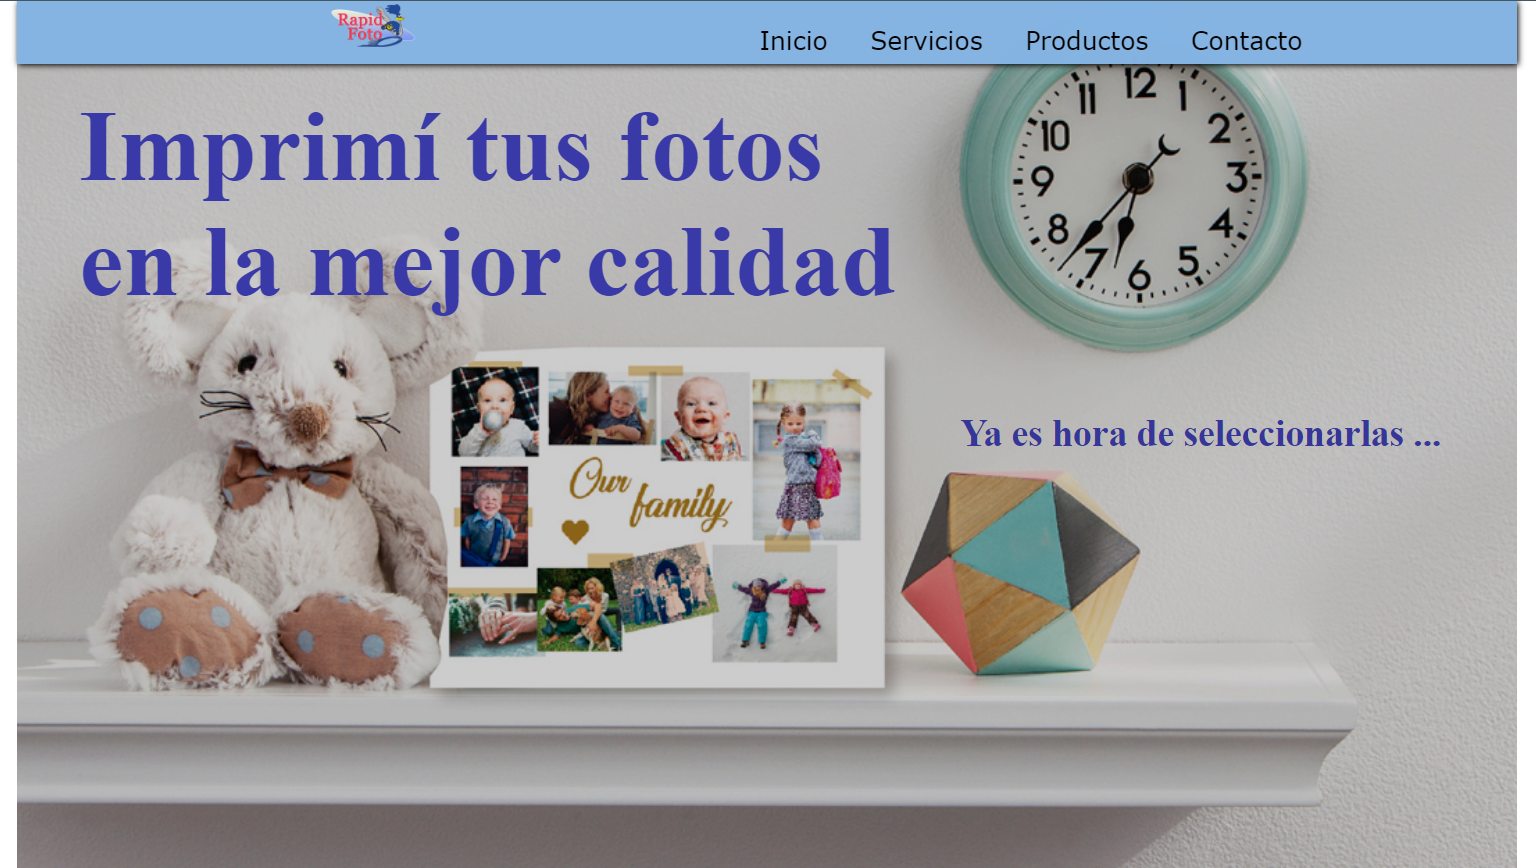 Rapid
Foto
Inicio
Servicios
Productos
Contacto
Imprimí tus fotos
en la mejor calidad
12
1
2
3
4
5
6
7
8
9
10
11
Ya es hora de seleccionarlas ...
Our
family